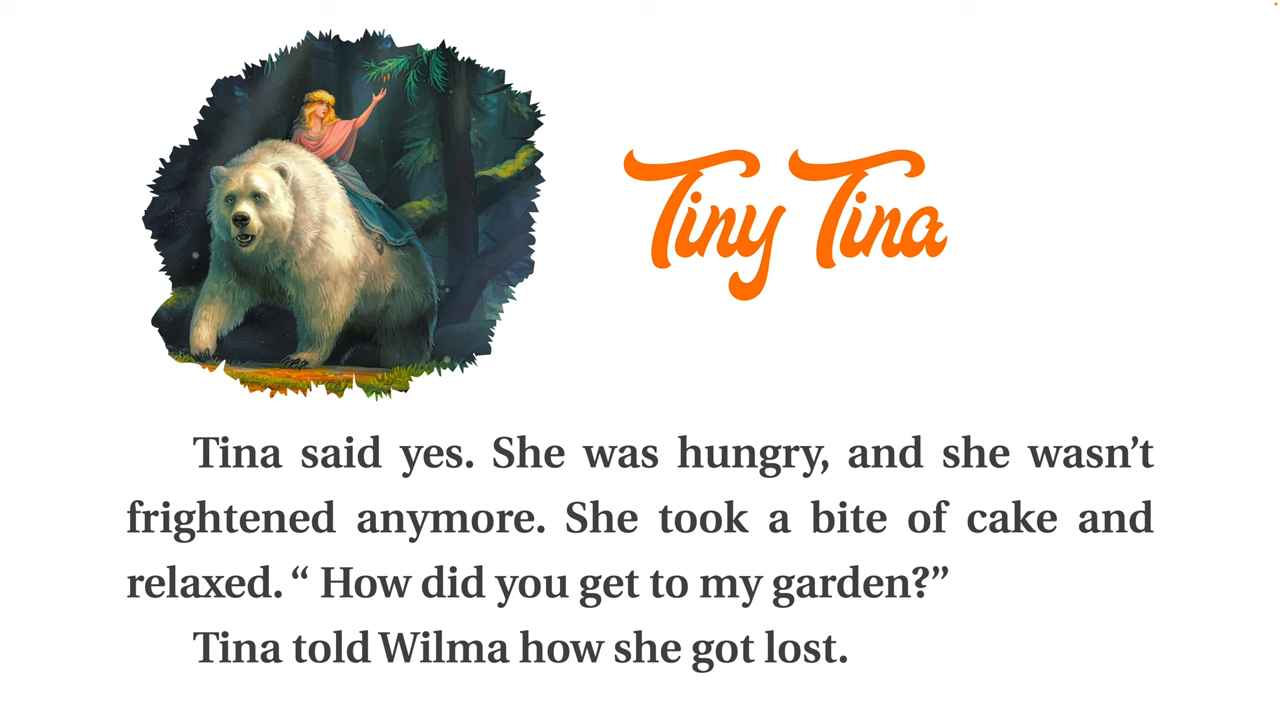 Tiny Tina
Tina said yes. She was hungry, and she wasn’t
frightened anymore. She took a bite of cake and
relaxed. “ How did you get to my garden?”
Tina told Wilma how she got lost.